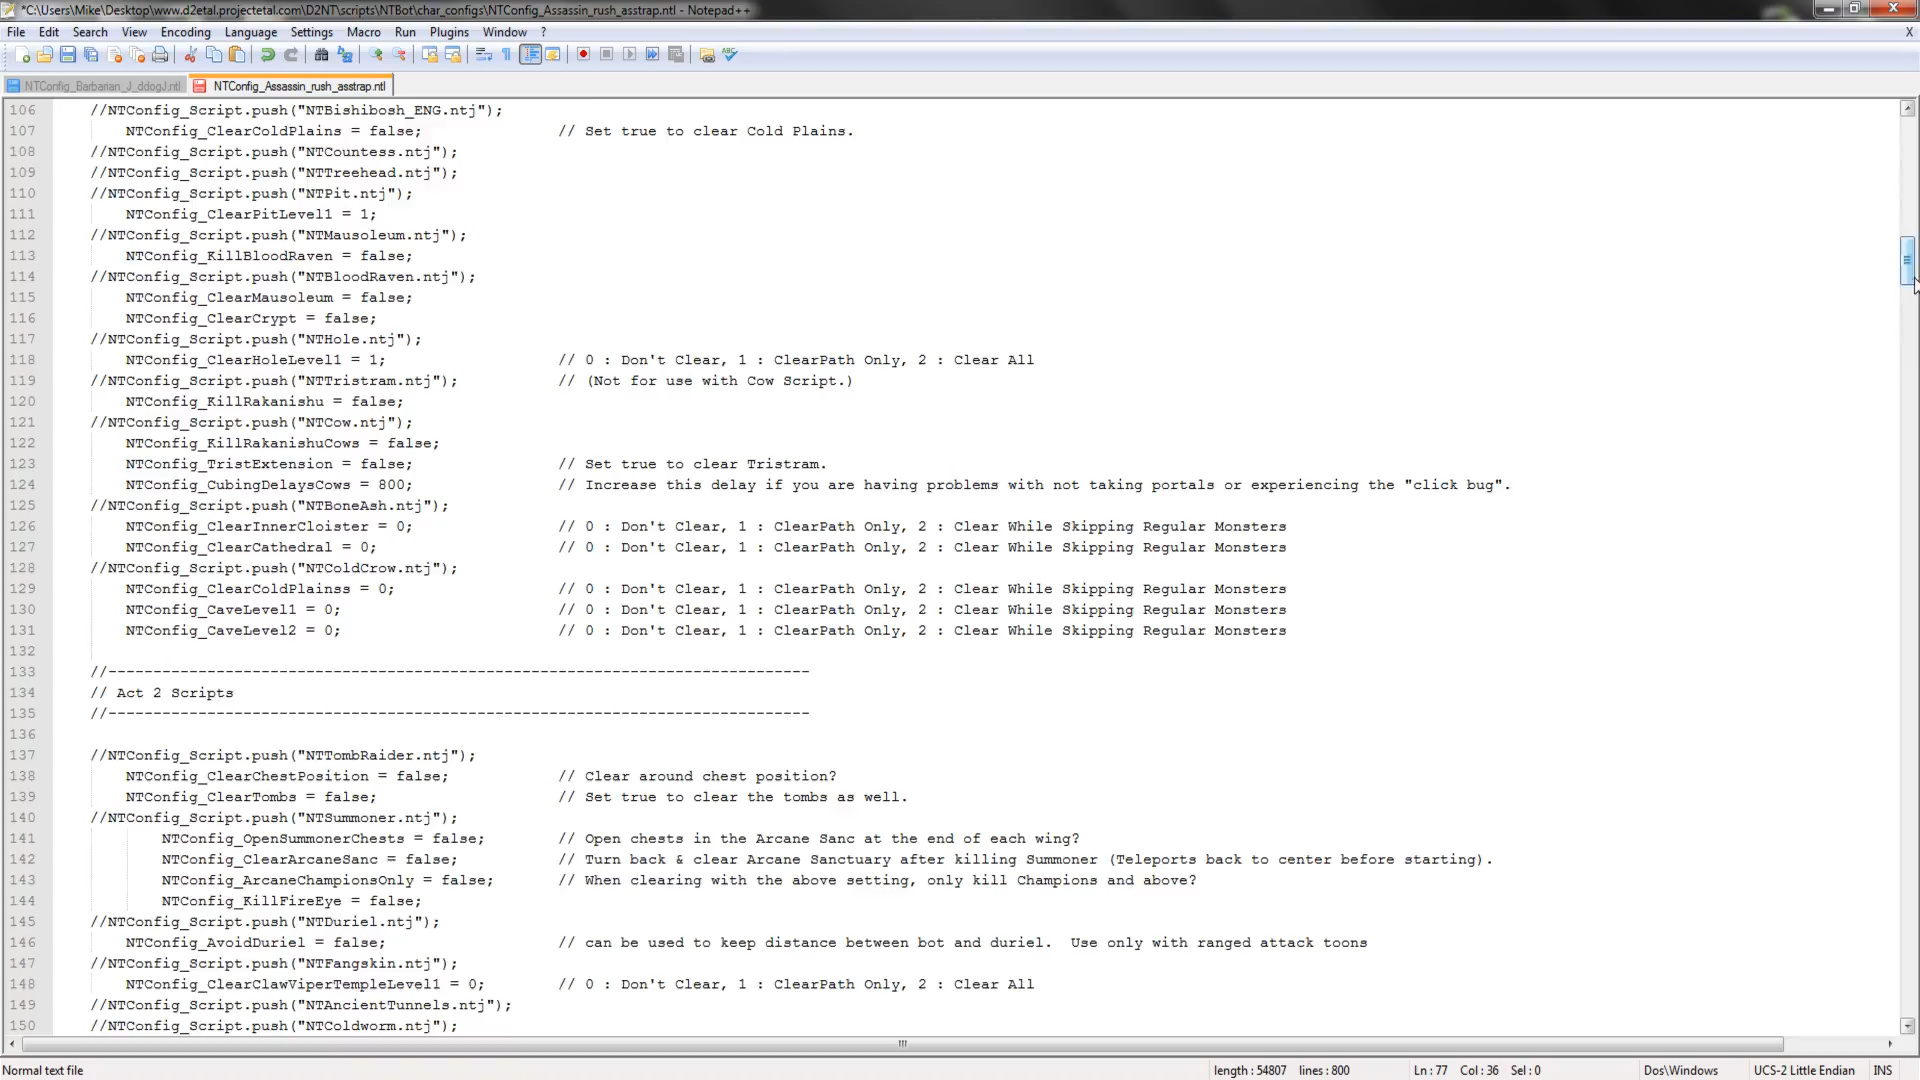 *C:\Users\Mike\Desktop\www.d2etal.projectetal.com\D2NT\scripts\NTBot\char_configs\NTConfig_Assassin_rush_asstrap.ntl - Notepad++
File Edit Search View Encoding Language Settings Macro Run Plugins Window ? X
NTConfig_Barbarian_J_ddogJ.ntl NTConfig_Assassin_rush_asstrap.ntl
106 //NTConfig_Script.push("NTBishibosh_ENG.ntj");
107 NTConfig_ClearColdPlains = false; // Set true to clear Cold Plains.
108 //NTConfig_Script.push("NTCountess.ntj");
109 //NTConfig_Script.push("NTTreehead.ntj");
110 //NTConfig_Script.push("NTPit.ntj");
111 NTConfig_ClearPitLevel1 = 1;
112 //NTConfig_Script.push("NTMausoleum.ntj");
113 NTConfig_KillBloodRaven = false;
114 //NTConfig_Script.push("NTBloodRaven.ntj");
115 NTConfig_ClearMausoleum = false;
116 NTConfig_ClearCrypt = false;
117 //NTConfig_Script.push("NTHole.ntj");
118 NTConfig_ClearHoleLevel1 = 1; // 0 : Don't Clear, 1 : ClearPath Only, 2 : Clear All
119 //NTConfig_Script.push("NTTristram.ntj"); // (Not for use with Cow Script.)
120 NTConfig_KillRakanishu = false;
121 //NTConfig_Script.push("NTCow.ntj");
122 NTConfig_KillRakanishuCows = false;
123 NTConfig_TristExtension = false; // Set true to clear Tristram.
124 NTConfig_CubingDelaysCows = 800; // Increase this delay if you are having problems with not taking portals or experiencing the "click bug".
125 //NTConfig_Script.push("NTBoneAsh.ntj");
126 NTConfig_ClearInnerCloister = 0; // 0 : Don't Clear, 1 : ClearPath Only, 2 : Clear While Skipping Regular Monsters
127 NTConfig_ClearCathedral = 0; // 0 : Don't Clear, 1 : ClearPath Only, 2 : Clear While Skipping Regular Monsters
128 //NTConfig_Script.push("NTColdCrow.ntj");
129 NTConfig_ClearColdPlainss = 0; // 0 : Don't Clear, 1 : ClearPath Only, 2 : Clear While Skipping Regular Monsters
130 NTConfig_CaveLevel1 = 0; // 0 : Don't Clear, 1 : ClearPath Only, 2 : Clear While Skipping Regular Monsters
131 NTConfig_CaveLevel2 = 0; // 0 : Don't Clear, 1 : ClearPath Only, 2 : Clear While Skipping Regular Monsters
132
133 //------------------------------------------------------------------------------
134 // Act 2 Scripts
135 //------------------------------------------------------------------------------
136
137 //NTConfig_Script.push("NTTombRaider.ntj");
138 NTConfig_ClearChestPosition = false; // Clear around chest position?
139 NTConfig_ClearTombs = false; // Set true to clear the tombs as well.
140 //NTConfig_Script.push("NTSummoner.ntj");
141 NTConfig_OpenSummonerChests = false; // Open chests in the Arcane Sanc at the end of each wing?
142 NTConfig_ClearArcaneSanc = false; // Turn back & clear Arcane Sanctuary after killing Summoner (Teleports back to center before starting).
143 NTConfig_ArcaneChampionsOnly = false; // When clearing with the above setting, only kill Champions and above?
144 NTConfig_KillFireEye = false;
145 //NTConfig_Script.push("NTDuriel.ntj");
146 NTConfig_AvoidDuriel = false; // can be used to keep distance between bot and duriel.  Use only with ranged attack toons
147 //NTConfig_Script.push("NTFangskin.ntj");
148 NTConfig_ClearClawViperTempleLevel1 = 0; // 0 : Don't Clear, 1 : ClearPath Only, 2 : Clear All
149 //NTConfig_Script.push("NTAncientTunnels.ntj");
150 //NTConfig_Script.push("NTColdworm.ntj");
Normal text file length : 54807 lines : 800 Ln : 77 Col : 36 Sel : 0 Dos\Windows UCS-2 Little Endian INS